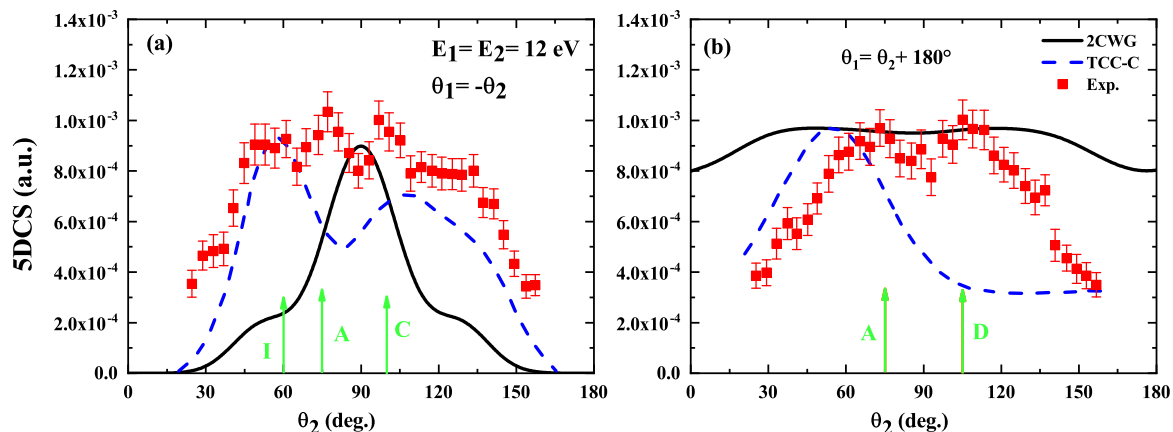 (a)
E₁= E₂= 12 eV
θ₁= -θ₂
1.4x10⁻³
1.2x10⁻³
1.0x10⁻³
8.0x10⁻⁴
6.0x10⁻⁴
4.0x10⁻⁴
2.0x10⁻⁴
0.0
5DCS (a.u.)
I
A
C
0 30 60 90 120 150 180
θ₂ (deg.)
(b)
θ₁= θ₂+ 180°
2CWG
TCC-C
Exp.
1.4x10⁻³
1.2x10⁻³
1.0x10⁻³
8.0x10⁻⁴
6.0x10⁻⁴
4.0x10⁻⁴
2.0x10⁻⁴
0.0
A
D
0 30 60 90 120 150 180
θ₂ (deg.)